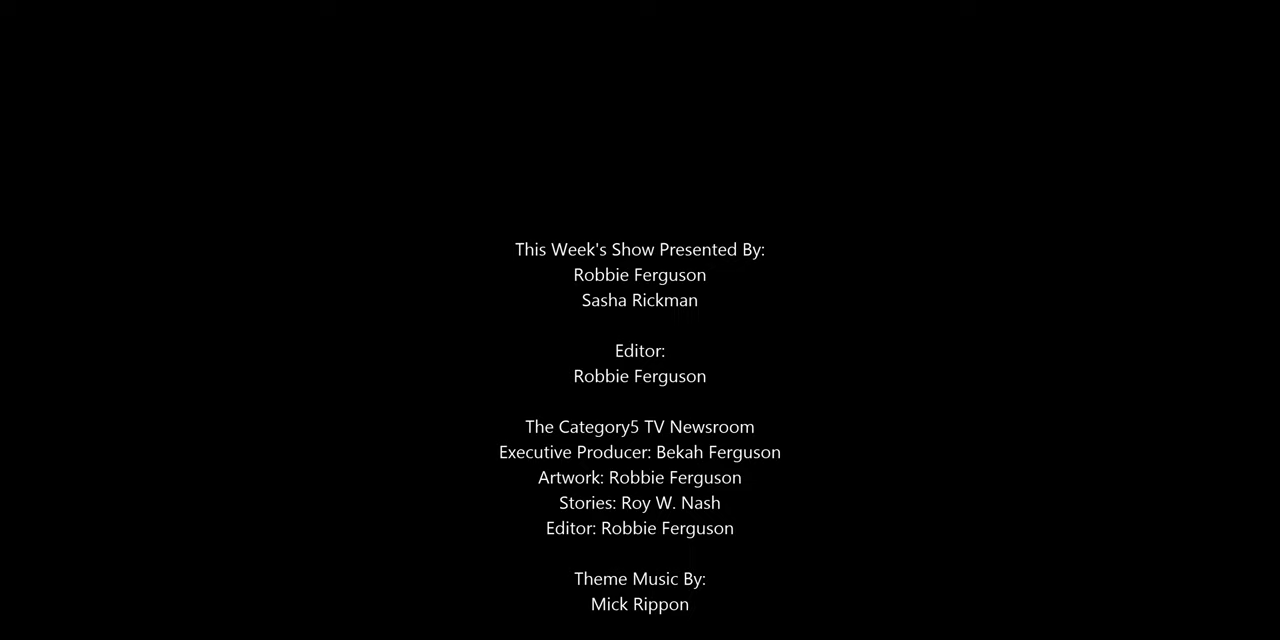 This Week's Show Presented By:
Robbie Ferguson
Sasha Rickman
Editor:
Robbie Ferguson
The Category5 TV Newsroom
Executive Producer: Bekah Ferguson
Artwork: Robbie Ferguson
Stories: Roy W. Nash
Editor: Robbie Ferguson
Theme Music By:
Mick Rippon